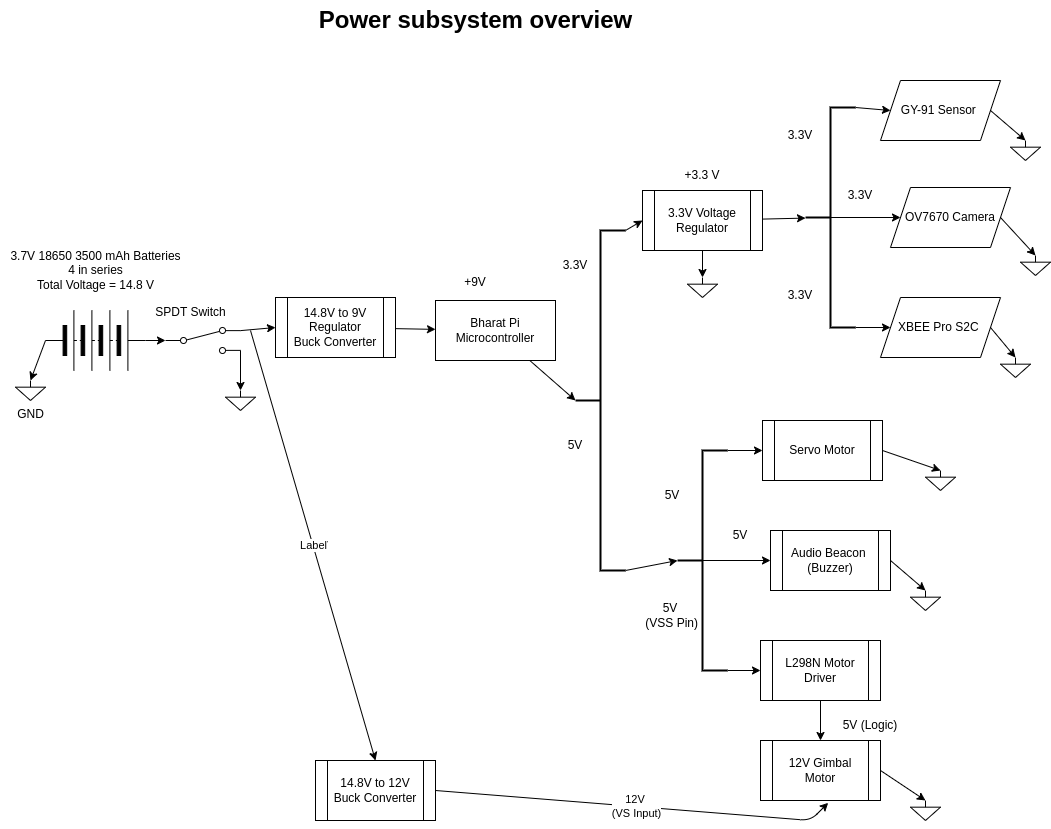 Power subsystem overview
GY-91 Sensor
3.3V
+3.3 V
3.3V
3.3V Voltage
Regulator
OV7670 Camera
3.7V 18650 3500 mAh Batteries
4 in series
Total Voltage = 14.8 V
3.3V
+9V
3.3V
SPDT Switch
14.8V to 9V
Regulator
Buck Converter
Bharat Pi
Microcontroller
XBEE Pro S2C
GND
5V
Servo Motor
5V
5V
Audio Beacon
(Buzzer)
Label
5V
(VSS Pin)
L298N Motor
Driver
5V (Logic)
12V Gimbal
Motor
14.8V to 12V
Buck Converter
12V
(VS Input)